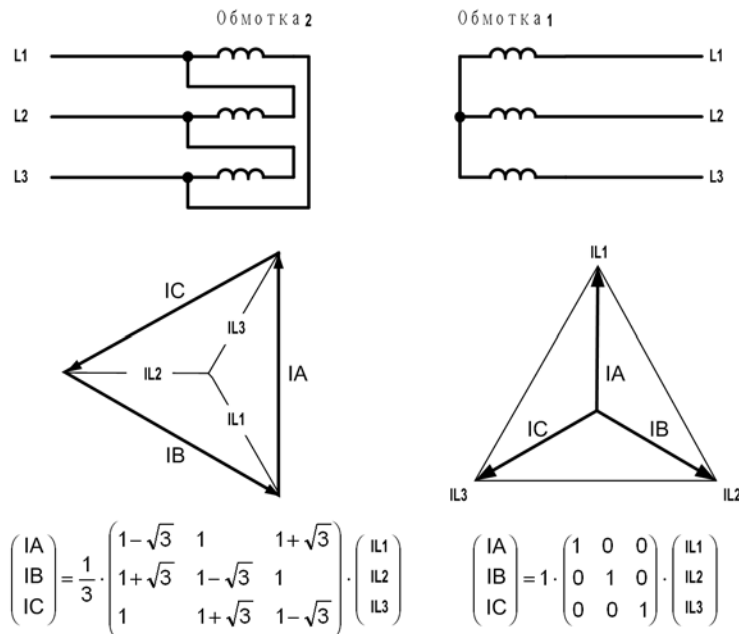 Обмотка 2
Обмотка 1
L1
L2
L3
L1
L2
L3
IC
IL3
IL2
IA
IL1
IB
IL1
IA
IC
IB
IL3
IL2
(IA IB IC) = 1/3 · (1−√3 1 1+√3
1+√3 1−√3 1
1 1+√3 1−√3) · (IL1 IL2 IL3)
(IA IB IC) = 1 · (1 0 0
0 1 0
0 0 1) · (IL1 IL2 IL3)